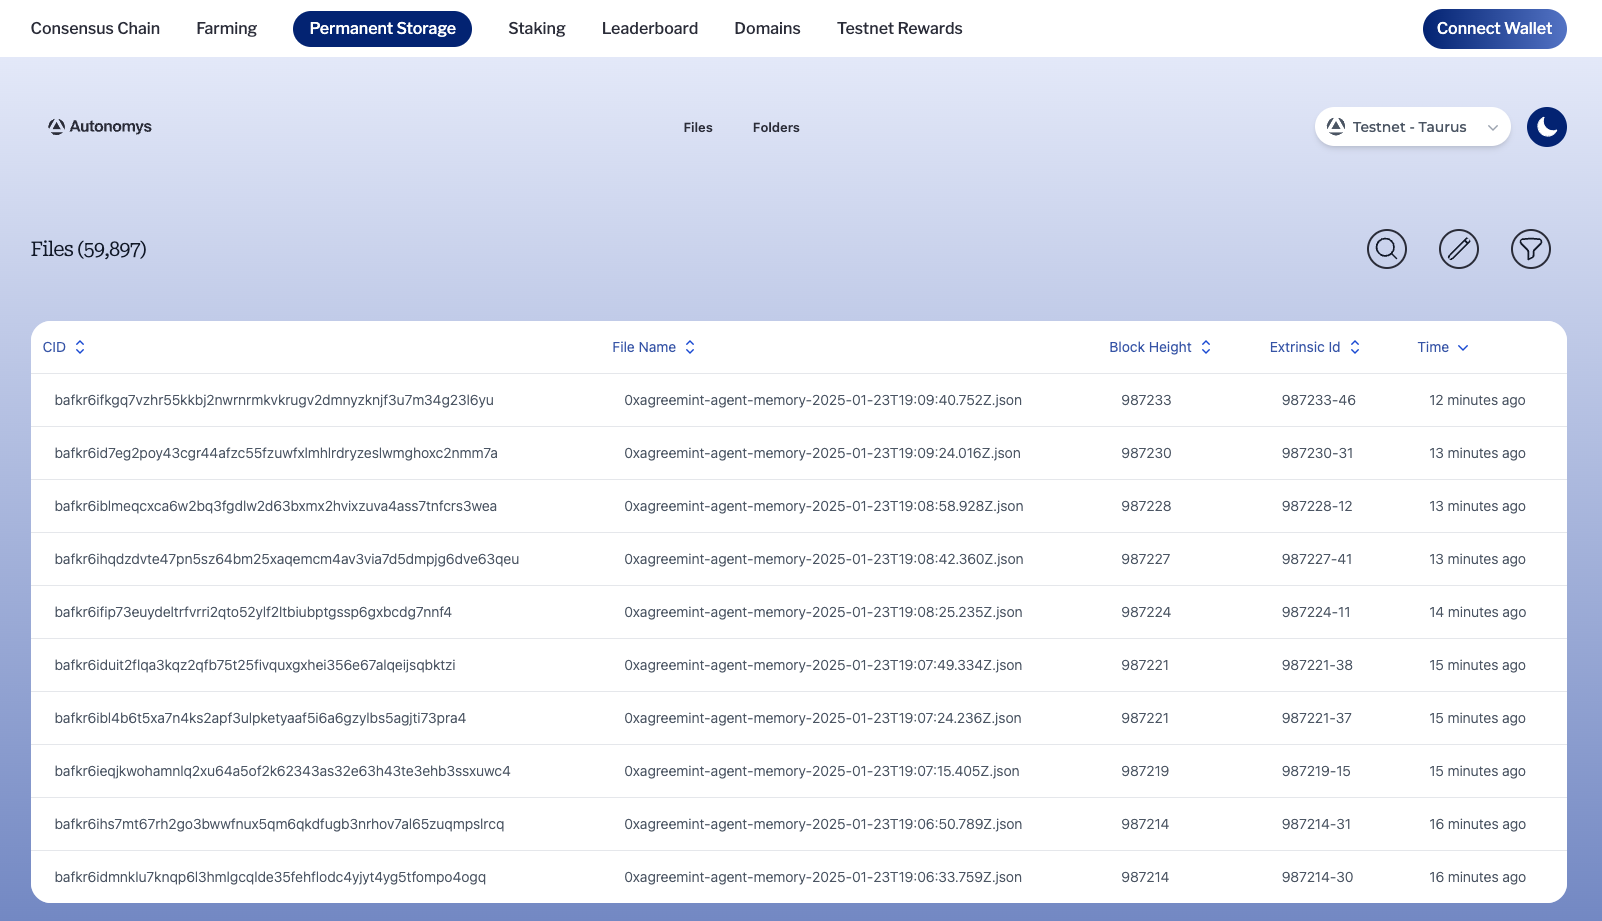 Consensus Chain Farming Permanent Storage Staking Leaderboard Domains Testnet Rewards Connect Wallet
Autonomys Files Folders Testnet - Taurus
Files (59,897)
CID File Name Block Height Extrinsic Id Time
bafkr6ifkgq7vzhr55kkbj2nwrnrmkvkrugv2dmnyzknjf3u7m34g23l6yu 0xagreemint-agent-memory-2025-01-23T19:09:40.752Z.json 987233 987233-46 12 minutes ago
bafkr6id7eg2poy43cgr44afzc55fzuwfxlmhlrdryzeslwmghoxc2nmm7a 0xagreemint-agent-memory-2025-01-23T19:09:24.016Z.json 987230 987230-31 13 minutes ago
bafkr6iblmeqcxca6w2bq3fgdlw2d63bxmx2hvixzuva4ass7tnfcrs3wea 0xagreemint-agent-memory-2025-01-23T19:08:58.928Z.json 987228 987228-12 13 minutes ago
bafkr6ihqdzdvte47pn5sz64bm25xaqemcm4av3via7d5dmpjg6dve63qeu 0xagreemint-agent-memory-2025-01-23T19:08:42.360Z.json 987227 987227-41 13 minutes ago
bafkr6ifip73euydeltrfvrri2qto52ylf2ltbiubptgssp6gxbcdg7nnf4 0xagreemint-agent-memory-2025-01-23T19:08:25.235Z.json 987224 987224-11 14 minutes ago
bafkr6iduit2flqa3kqz2qfb75t25fivquxgxhei356e67alqeijsqbktzi 0xagreemint-agent-memory-2025-01-23T19:07:49.334Z.json 987221 987221-38 15 minutes ago
bafkr6ibl4b6t5xa7n4ks2apf3ulpketyaaf5i6a6gzylbs5agjti73pra4 0xagreemint-agent-memory-2025-01-23T19:07:24.236Z.json 987221 987221-37 15 minutes ago
bafkr6ieqjkwohamnlq2xu64a5of2k62343as32e63h43te3ehb3ssxuwc4 0xagreemint-agent-memory-2025-01-23T19:07:15.405Z.json 987219 987219-15 15 minutes ago
bafkr6ihs7mt67rh2go3bwwfnux5qm6qkdfugb3nrhov7al65zuqmpslrcq 0xagreemint-agent-memory-2025-01-23T19:06:50.789Z.json 987214 987214-31 16 minutes ago
bafkr6idmnklu7knqp6l3hmlgcqlde35fehflodc4yjyt4yg5tfompo4ogq 0xagreemint-agent-memory-2025-01-23T19:06:33.759Z.json 987214 987214-30 16 minutes ago